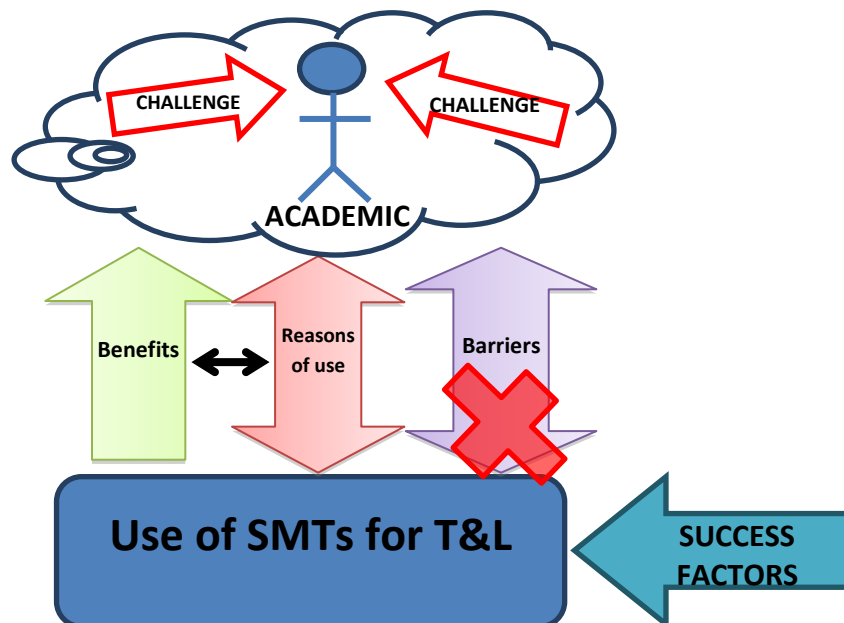 CHALLENGE
CHALLENGE
ACADEMIC
Benefits
Reasons
of use
Barriers
Use of SMTs for T&L
SUCCESS
FACTORS